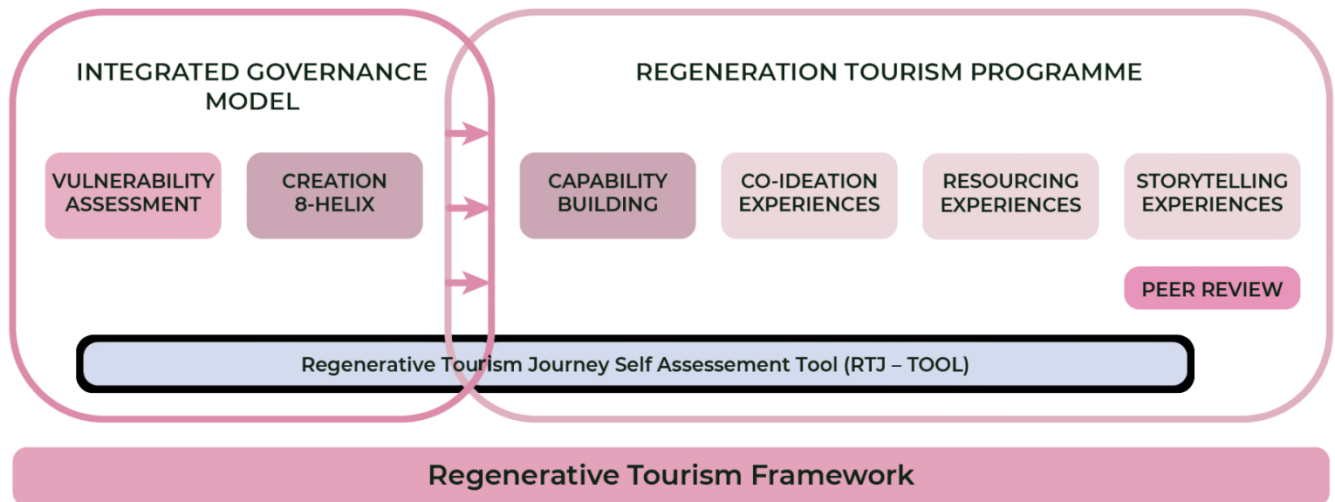 INTEGRATED GOVERNANCE
MODEL
REGENERATION TOURISM PROGRAMME
VULNERABILITY
ASSESSMENT
CREATION
8-HELIX
CAPABILITY
BUILDING
CO-IDEATION
EXPERIENCES
RESOURCING
EXPERIENCES
STORYTELLING
EXPERIENCES
PEER REVIEW
Regenerative Tourism Journey Self Assessement Tool (RTJ – TOOL)
Regenerative Tourism Framework